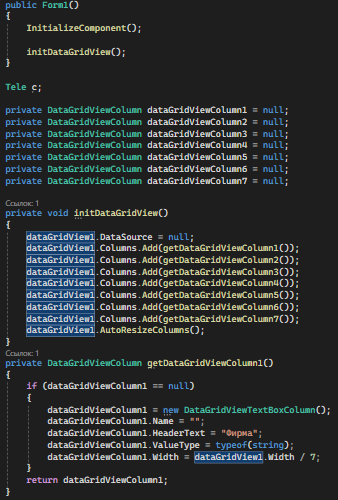 public Form1()
{
InitializeComponent();
initDataGridView();
}
Tele c;
private DataGridViewColumn dataGridViewColumn1 = null;
private DataGridViewColumn dataGridViewColumn2 = null;
private DataGridViewColumn dataGridViewColumn3 = null;
private DataGridViewColumn dataGridViewColumn4 = null;
private DataGridViewColumn dataGridViewColumn5 = null;
private DataGridViewColumn dataGridViewColumn6 = null;
private DataGridViewColumn dataGridViewColumn7 = null;
Ссылок: 1
private void initDataGridView()
{
dataGridView1.DataSource = null;
dataGridView1.Columns.Add(getDataGridViewColumn1());
dataGridView1.Columns.Add(getDataGridViewColumn2());
dataGridView1.Columns.Add(getDataGridViewColumn3());
dataGridView1.Columns.Add(getDataGridViewColumn4());
dataGridView1.Columns.Add(getDataGridViewColumn5());
dataGridView1.Columns.Add(getDataGridViewColumn6());
dataGridView1.Columns.Add(getDataGridViewColumn7());
dataGridView1.AutoResizeColumns();
}
Ссылок: 1
private DataGridViewColumn getDataGridViewColumn1()
{
if (dataGridViewColumn1 == null)
{
dataGridViewColumn1 = new DataGridViewTextBoxColumn();
dataGridViewColumn1.Name = "";
dataGridViewColumn1.HeaderText = "Фирма";
dataGridViewColumn1.ValueType = typeof(string);
dataGridViewColumn1.Width = dataGridView1.Width / 7;
}
return dataGridViewColumn1;
}